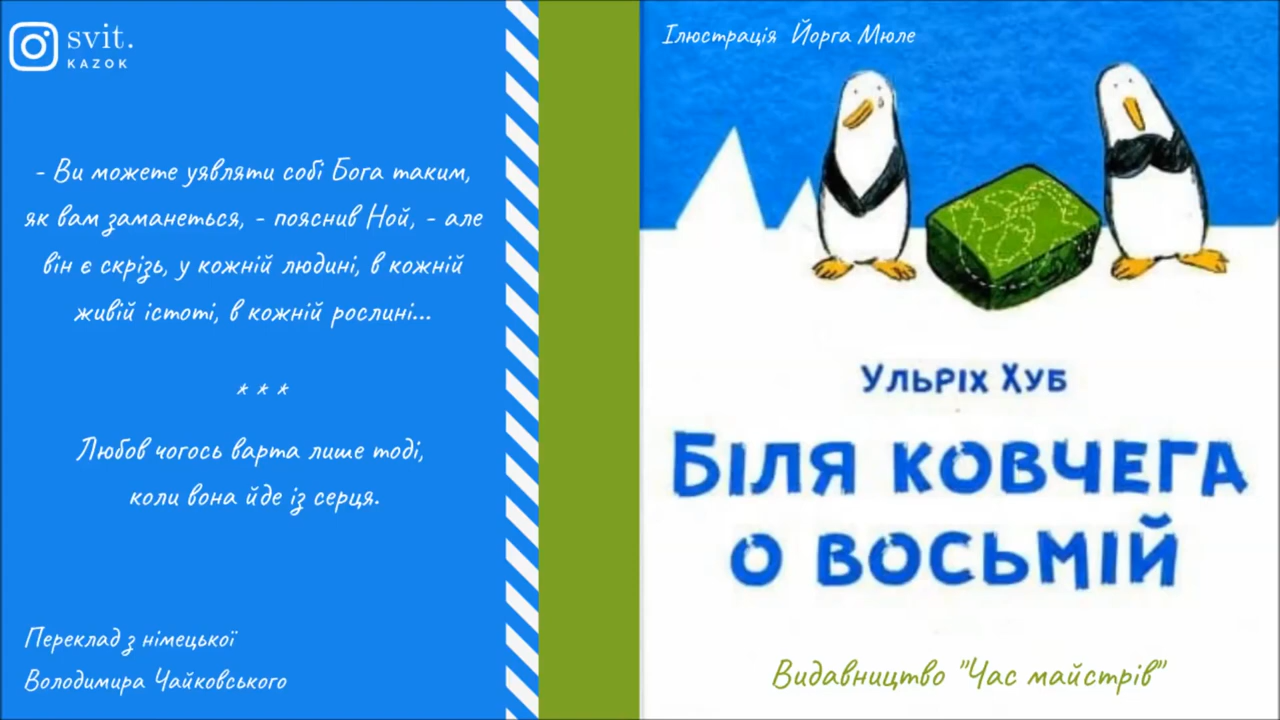 svit.
KAZOK
- Ви можете уявляти собі Бога таким,
як вам заманеться, - пояснив Ной, - але
він є скрізь, у кожній людині, в кожній
живій істоті, в кожній рослині...
* * *
Любов чогось варта лише тоді,
коли вона йде із серця.
Переклад з німецької
Володимира Чайковського
Ілюстрація Йорга Мюле
Ульріх Хуб
Біля ковчега
о восьмій
Видавництво "Час майстрів"